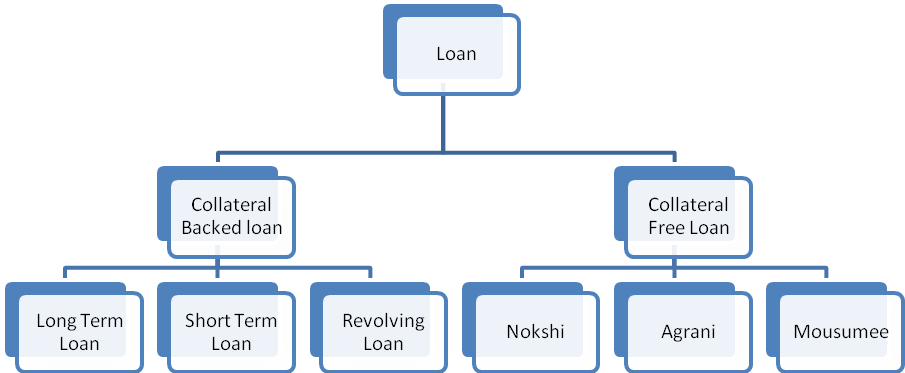 Loan
Collateral
Backed loan
Collateral
Free Loan
Long Term
Loan
Short Term
Loan
Revolving
Loan
Nokshi
Agrani
Mousumee